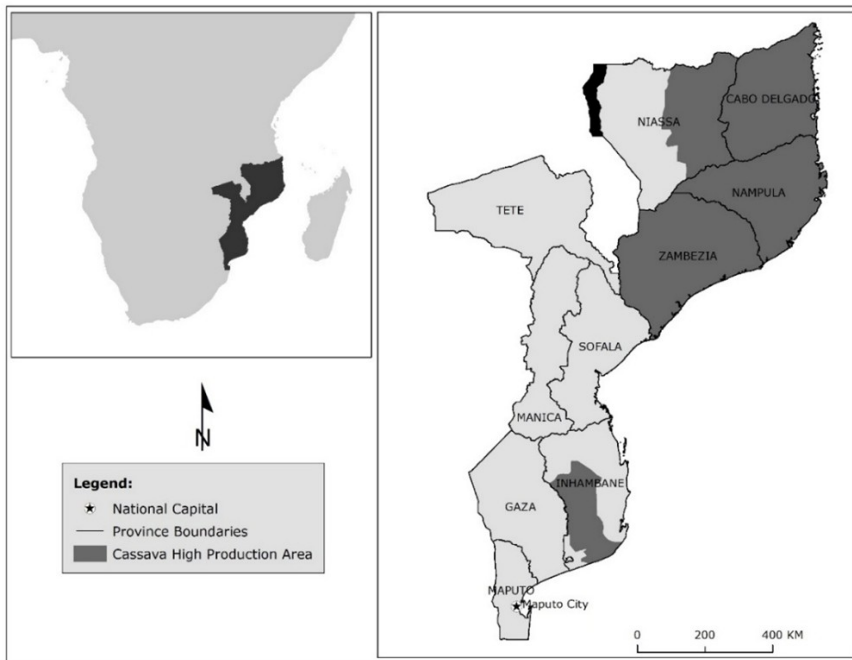 N
Legend:
National Capital
Province Boundaries
Cassava High Production Area
CABO DELGADO
NIASSA
NAMPULA
TETE
ZAMBEZIA
SOFALA
MANICA
INHAMBANE
GAZA
MAPUTO
Maputo City
0 200 400 KM